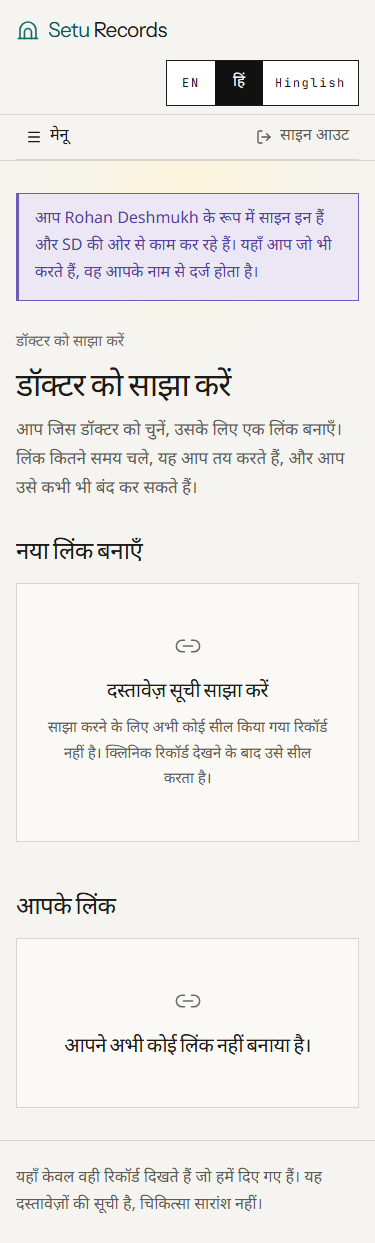 Setu Records
EN
हिं
Hinglish
मेनू
साइन आउट
आप Rohan Deshmukh के रूप में साइन इन हैं
और SD की ओर से काम कर रहे हैं। यहाँ आप जो भी
करते हैं, वह आपके नाम से दर्ज होता है।
डॉक्टर को साझा करें
डॉक्टर को साझा करें
आप जिस डॉक्टर को चुनें, उसके लिए एक लिंक बनाएँ।
लिंक कितने समय चले, यह आप तय करते हैं, और आप
उसे कभी भी बंद कर सकते हैं।
नया लिंक बनाएँ
दस्तावेज़ सूची साझा करें
साझा करने के लिए अभी कोई सील किया गया रिकॉर्ड
नहीं है। क्लिनिक रिकॉर्ड देखने के बाद उसे सील
करता है।
आपके लिंक
आपने अभी कोई लिंक नहीं बनाया है।
यहाँ केवल वही रिकॉर्ड दिखते हैं जो हमें दिए गए हैं। यह
दस्तावेज़ों की सूची है, चिकित्सा सारांश नहीं।